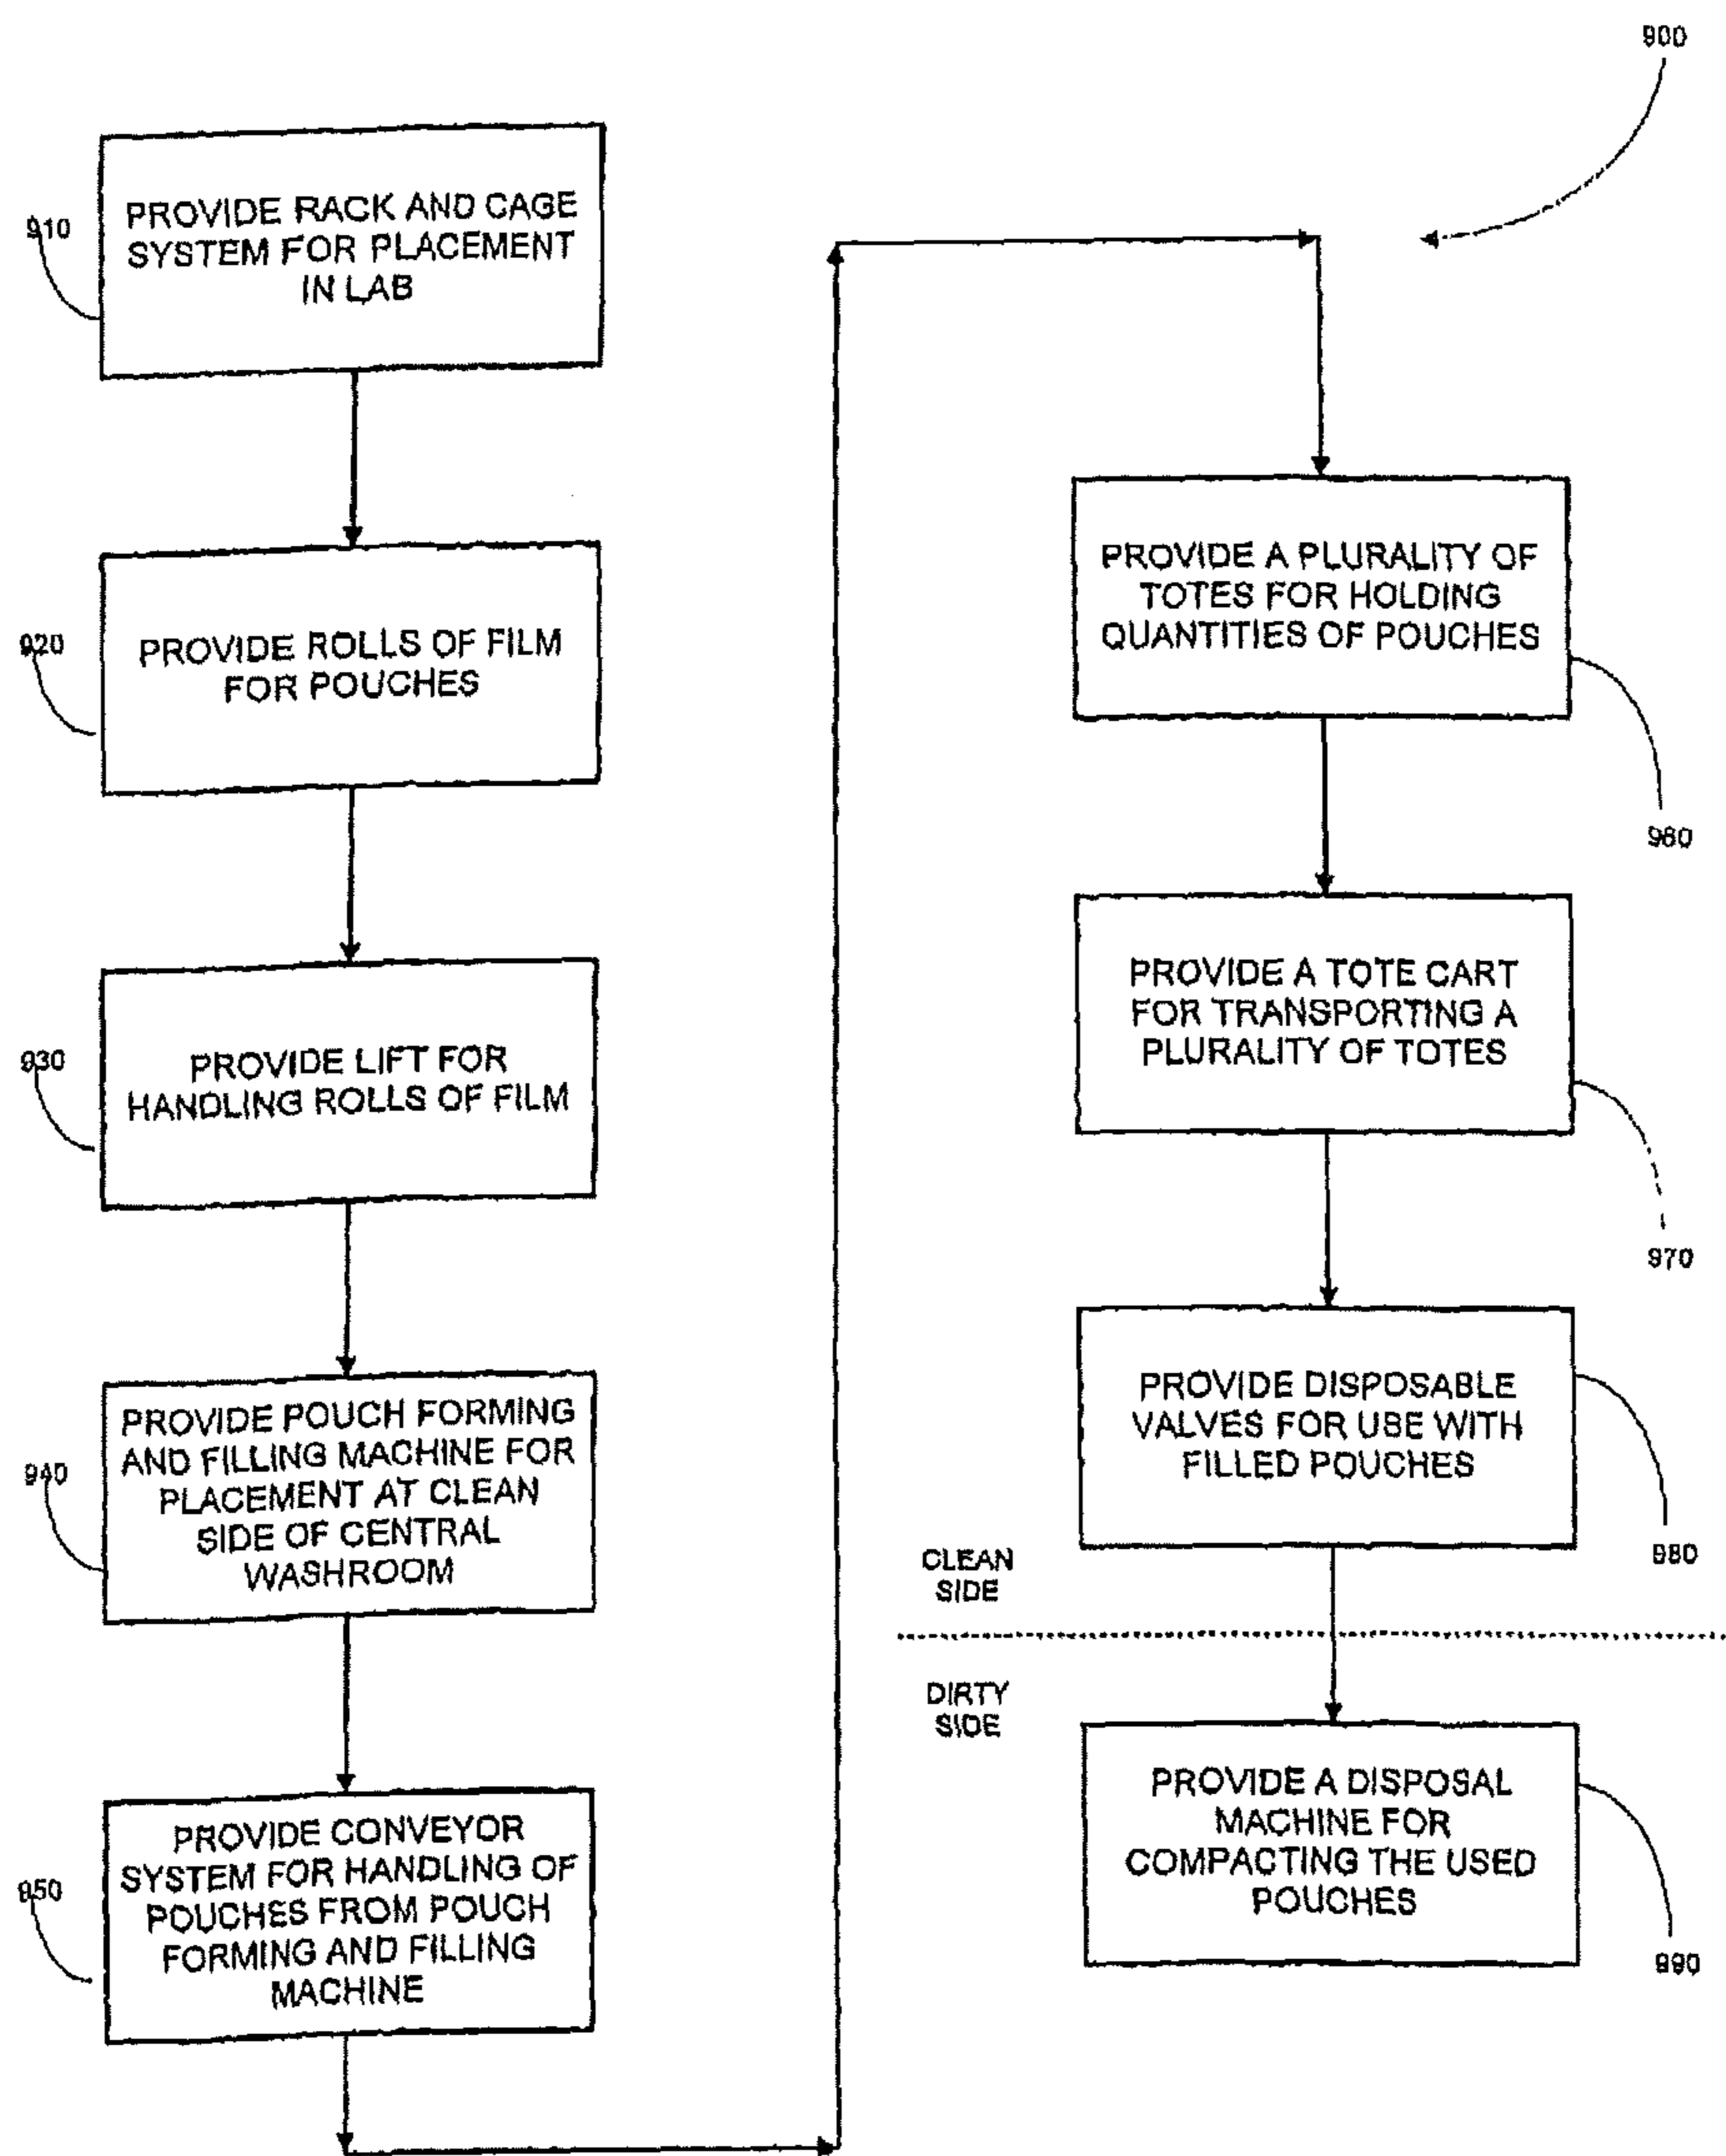 900
910
PROVIDE RACK AND CAGE
SYSTEM FOR PLACEMENT
IN LAB
920
PROVIDE ROLLS OF FILM
FOR POUCHES
930
PROVIDE LIFT FOR
HANDLING ROLLS OF FILM
940
PROVIDE POUCH FORMING
AND FILLING MACHINE FOR
PLACEMENT AT CLEAN
SIDE OF CENTRAL
WASHROOM
950
PROVIDE CONVEYOR
SYSTEM FOR HANDLING OF
POUCHES FROM POUCH
FORMING AND FILLING
MACHINE
PROVIDE A PLURALITY OF
TOTES FOR HOLDING
QUANTITIES OF POUCHES
960
PROVIDE A TOTE CART
FOR TRANSPORTING A
PLURALITY OF TOTES
970
PROVIDE DISPOSABLE
VALVES FOR USE WITH
FILLED POUCHES
980
CLEAN
SIDE
DIRTY
SIDE
PROVIDE A DISPOSAL
MACHINE FOR
COMPACTING THE USED
POUCHES
990